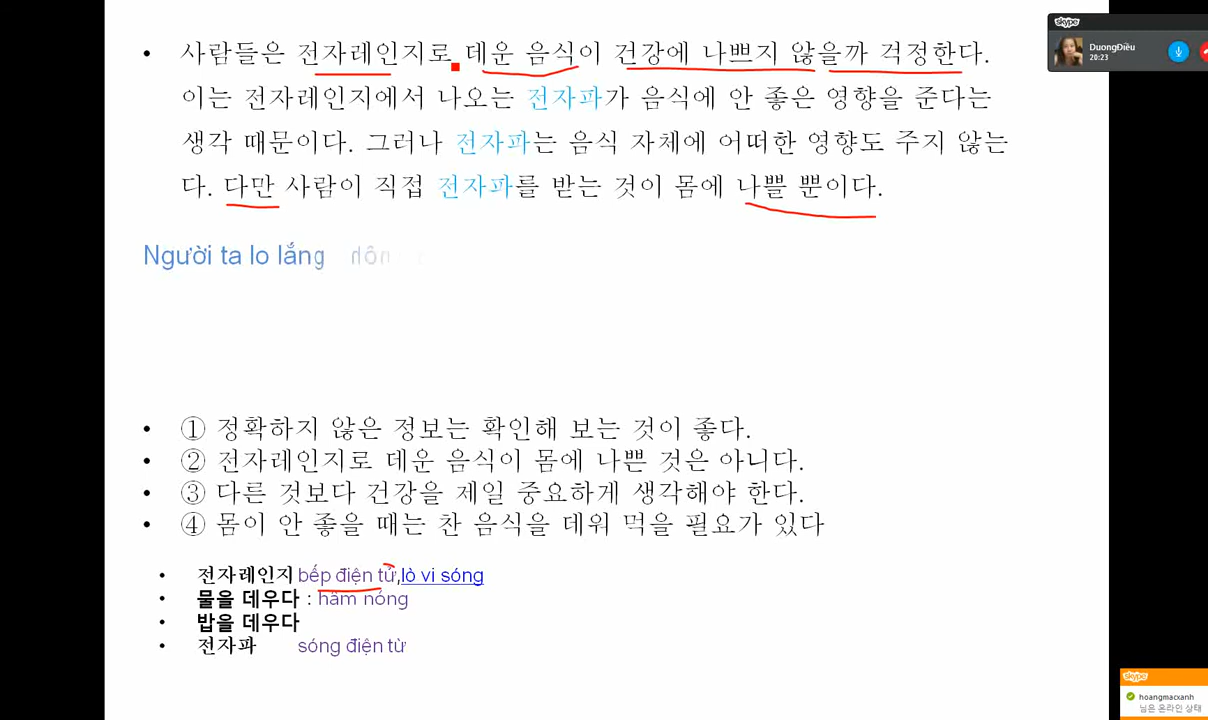 • 사람들은 전자레인지로 데운 음식이 건강에 나쁘지 않을까 걱정한다.
이는 전자레인지에서 나오는 전자파가 음식에 안 좋은 영향을 준다는
생각 때문이다. 그러나 전자파는 음식 자체에 어떠한 영향도 주지 않는
다. 다만 사람이 직접 전자파를 받는 것이 몸에 나쁠 뿐이다.
Người ta lo lắng
• ① 정확하지 않은 정보는 확인해 보는 것이 좋다.
• ② 전자레인지로 데운 음식이 몸에 나쁜 것은 아니다.
• ③ 다른 것보다 건강을 제일 중요하게 생각해야 한다.
• ④ 몸이 안 좋을 때는 찬 음식을 데워 먹을 필요가 있다
• 전자레인지 bếp điện tử,lò vi sóng
• 물을 데우다 : hâm nóng
• 밥을 데우다
• 전자파 sóng điện từ
skype
DuongĐiều
20:23
skype
hoangmacxanh
님은 온라인 상태